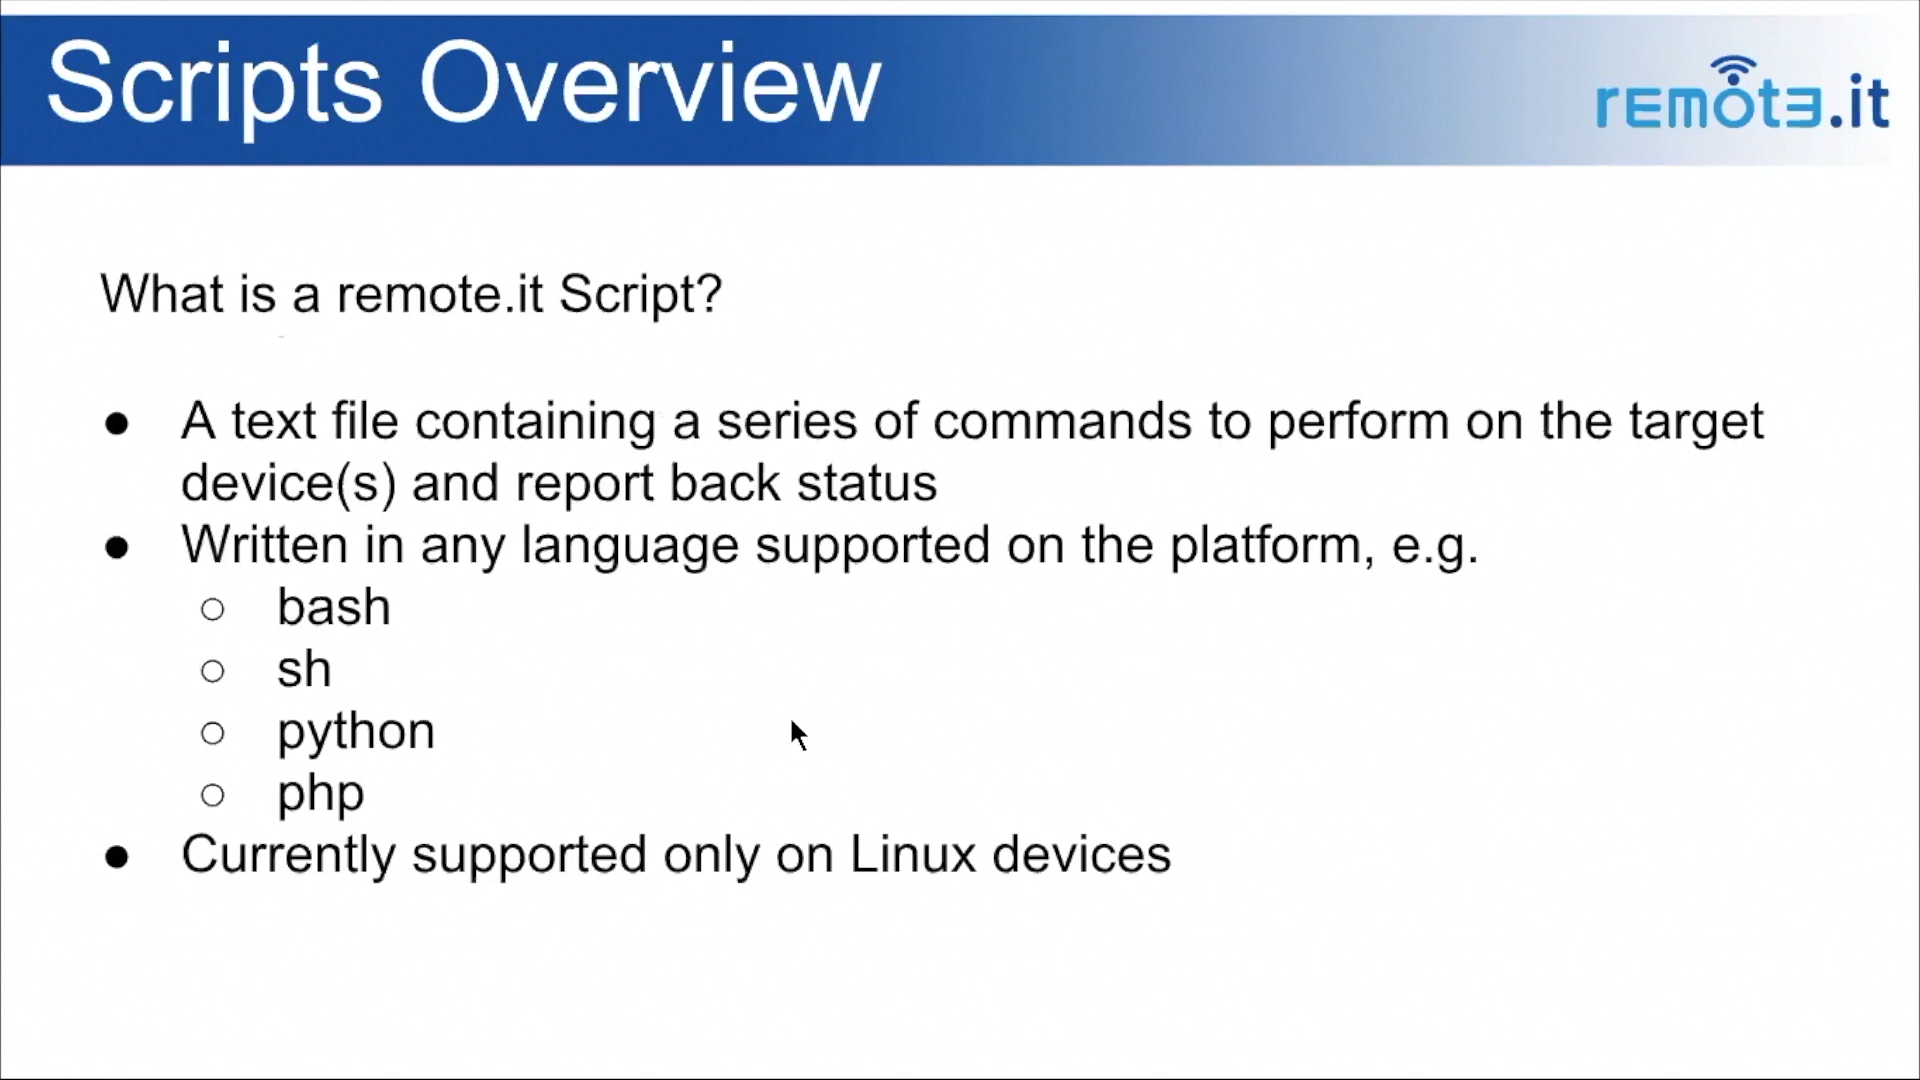 Scripts Overview
remote.it
What is a remote.it Script?
● A text file containing a series of commands to perform on the target
device(s) and report back status
● Written in any language supported on the platform, e.g.
○ bash
○ sh
○ python
○ php
● Currently supported only on Linux devices